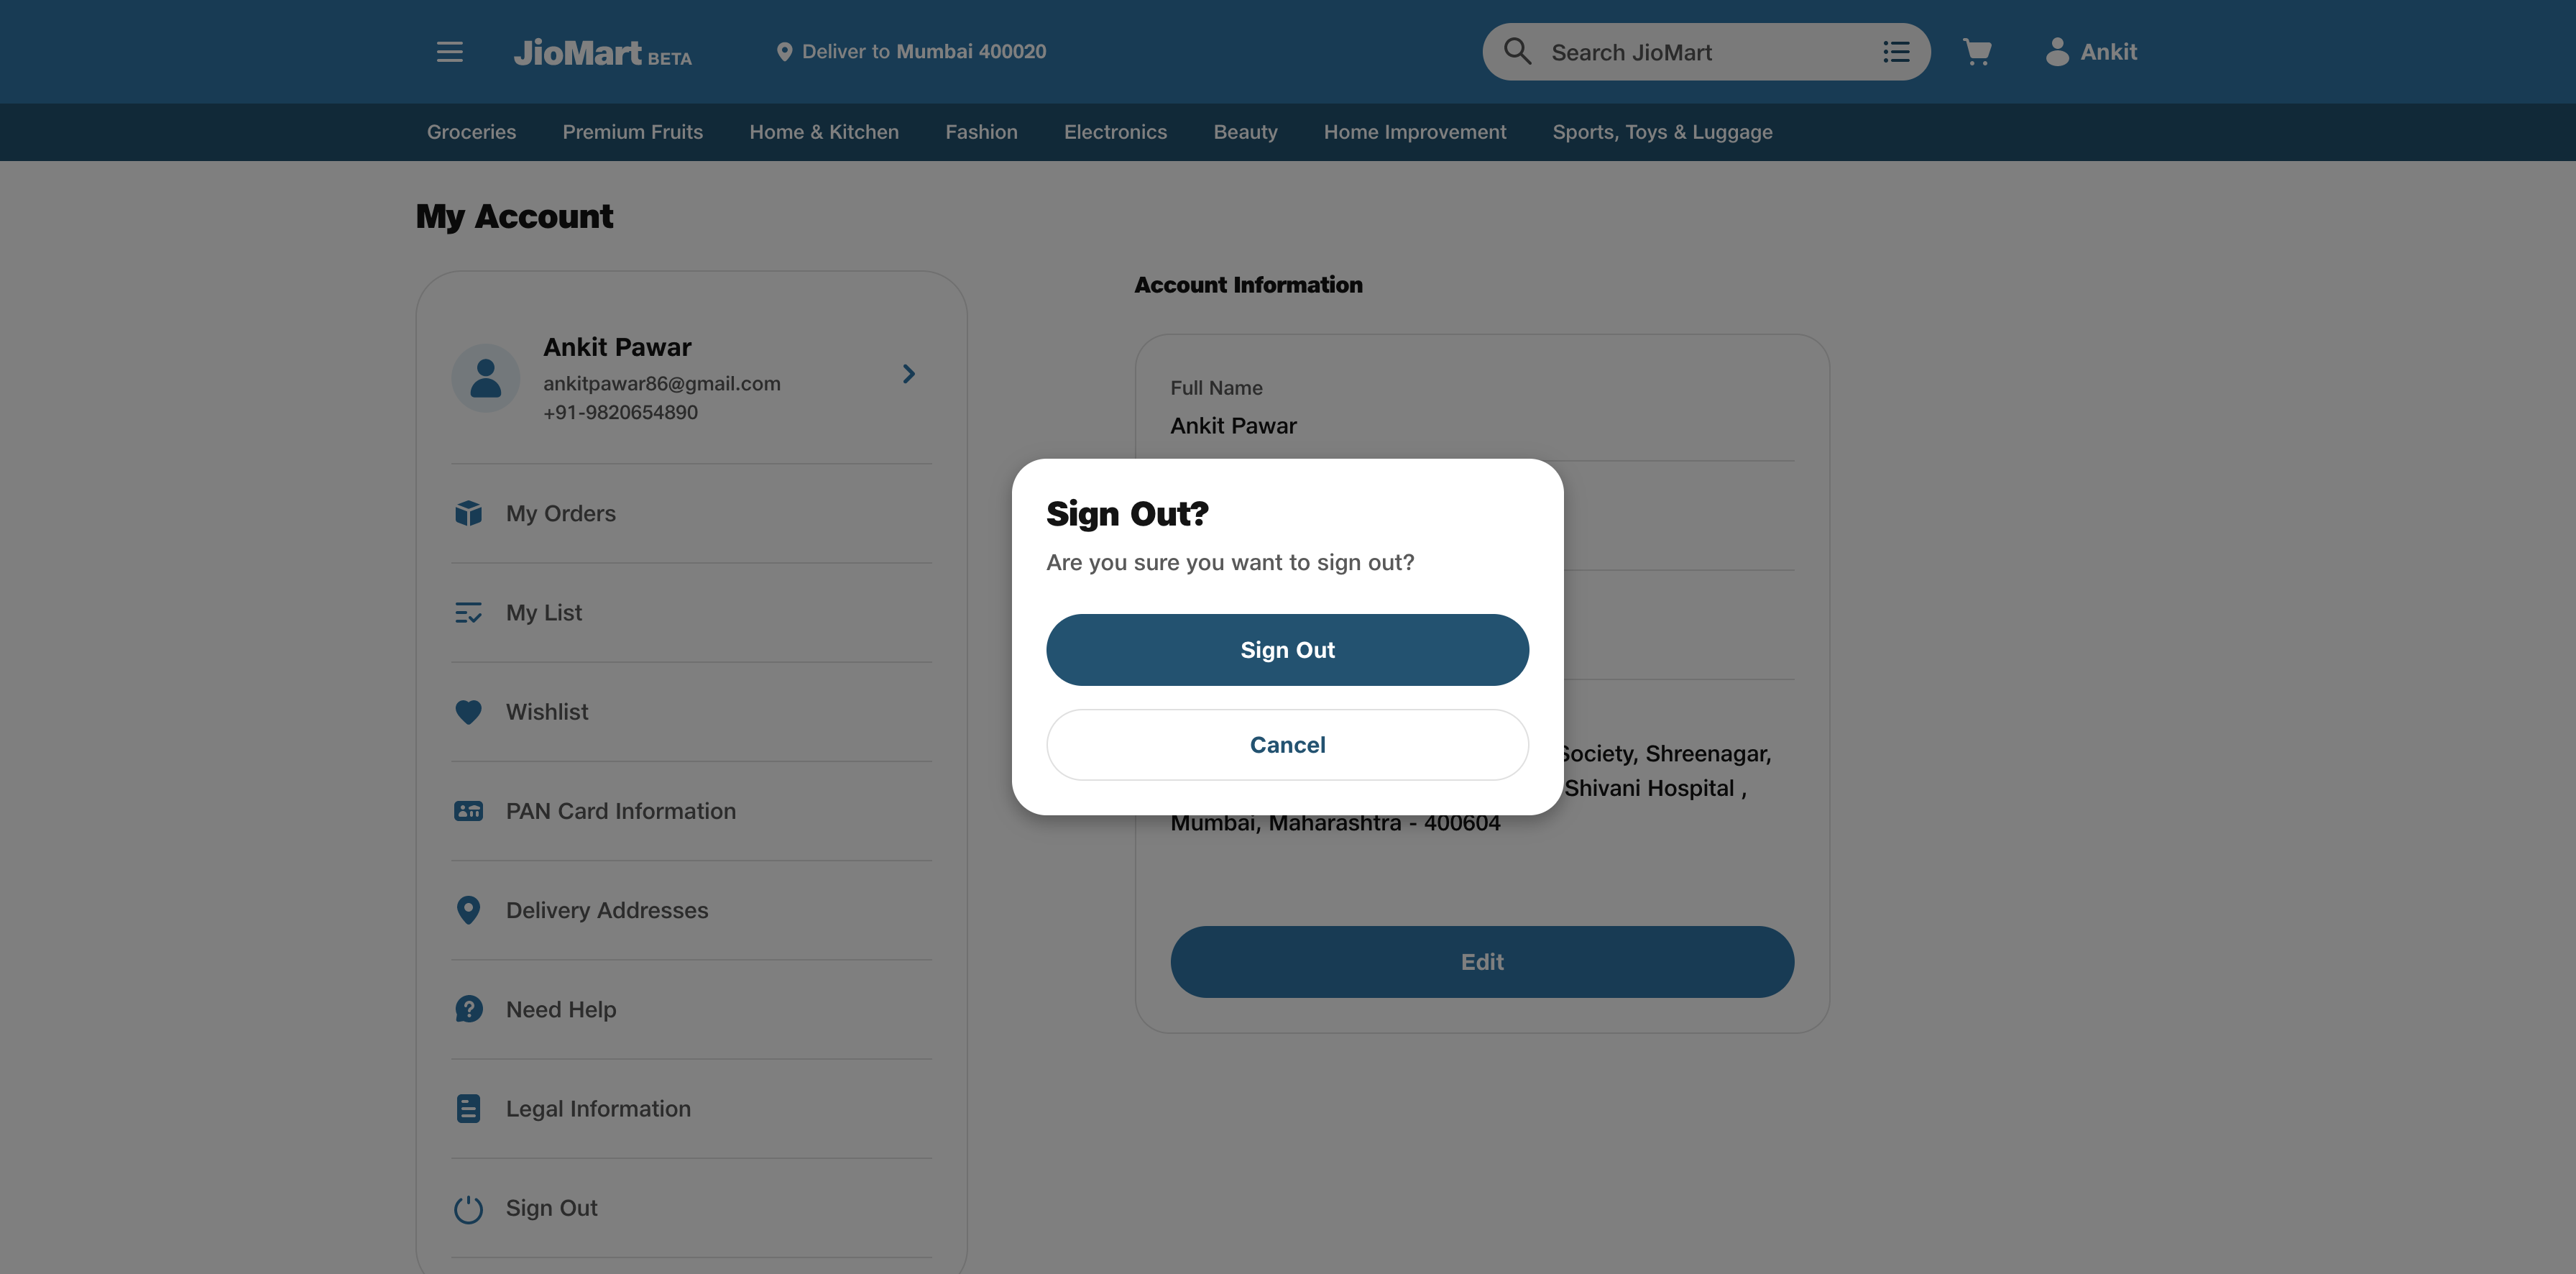 JioMart BETA
Deliver to Mumbai 400020
Search JioMart
Ankit
Groceries
Premium Fruits
Home & Kitchen
Fashion
Electronics
Beauty
Home Improvement
Sports, Toys & Luggage
My Account
Ankit Pawar
ankitpawar86@gmail.com
+91-9820654890
My Orders
My List
Wishlist
PAN Card Information
Delivery Addresses
Need Help
Legal Information
Sign Out
Account Information
Full Name
Ankit Pawar
Society, Shreenagar,
Shivani Hospital ,
Mumbai, Maharashtra - 400604
Edit
Sign Out?
Are you sure you want to sign out?
Sign Out
Cancel